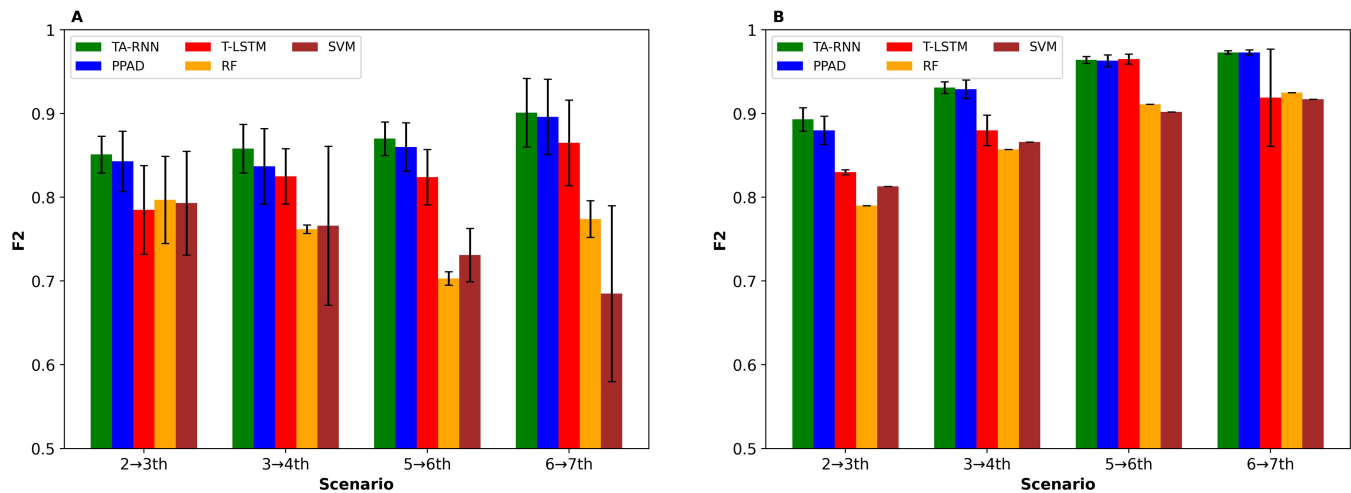 A
TA-RNN
PPAD
T-LSTM
RF
SVM
1
0.9
0.8
0.7
0.6
0.5
F2
2→3th
3→4th
5→6th
6→7th
Scenario
B
TA-RNN
PPAD
T-LSTM
RF
SVM
1
0.9
0.8
0.7
0.6
0.5
F2
2→3th
3→4th
5→6th
6→7th
Scenario